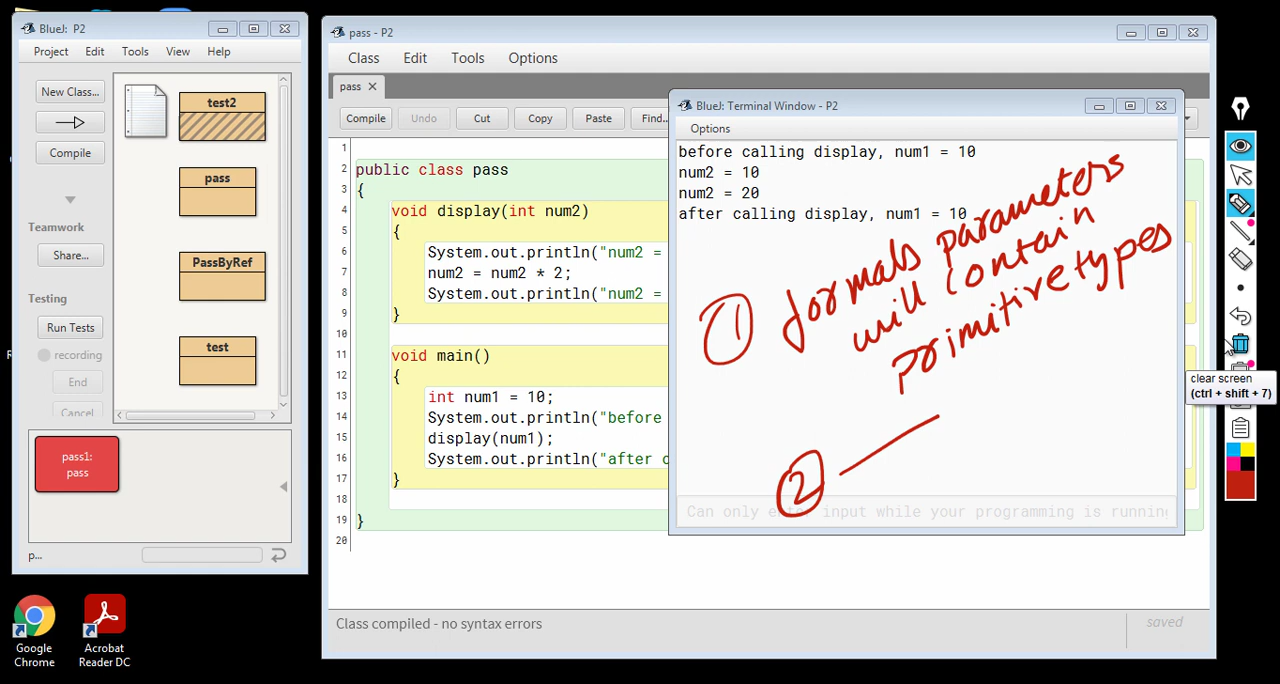 BlueJ: P2
Project Edit Tools View Help
New Class...
Compile
Teamwork
Share...
Testing
Run Tests
recording
End
Cancel
test2
pass
PassByRef
test
pass1:
pass
p...
Google
Chrome
Acrobat
Reader DC
pass - P2
Class Edit Tools Options
pass
Compile Undo Cut Copy Paste Find...
1
2 public class pass
3 {
4 void display(int num2)
5 {
6 System.out.println("num2 =
7 num2 = num2 * 2;
8 System.out.println("num2 =
9 }
10
11 void main()
12 {
13 int num1 = 10;
14 System.out.println("before
15 display(num1);
16 System.out.println("after c
17 }
18
19 }
20
Class compiled - no syntax errors
saved
BlueJ: Terminal Window - P2
Options
before calling display, num1 = 10
num2 = 10
num2 = 20
after calling display, num1 = 10
① formals parameters
will contain
primitive types
②
Can only enter input while your programming is running
clear screen
(ctrl + shift + 7)